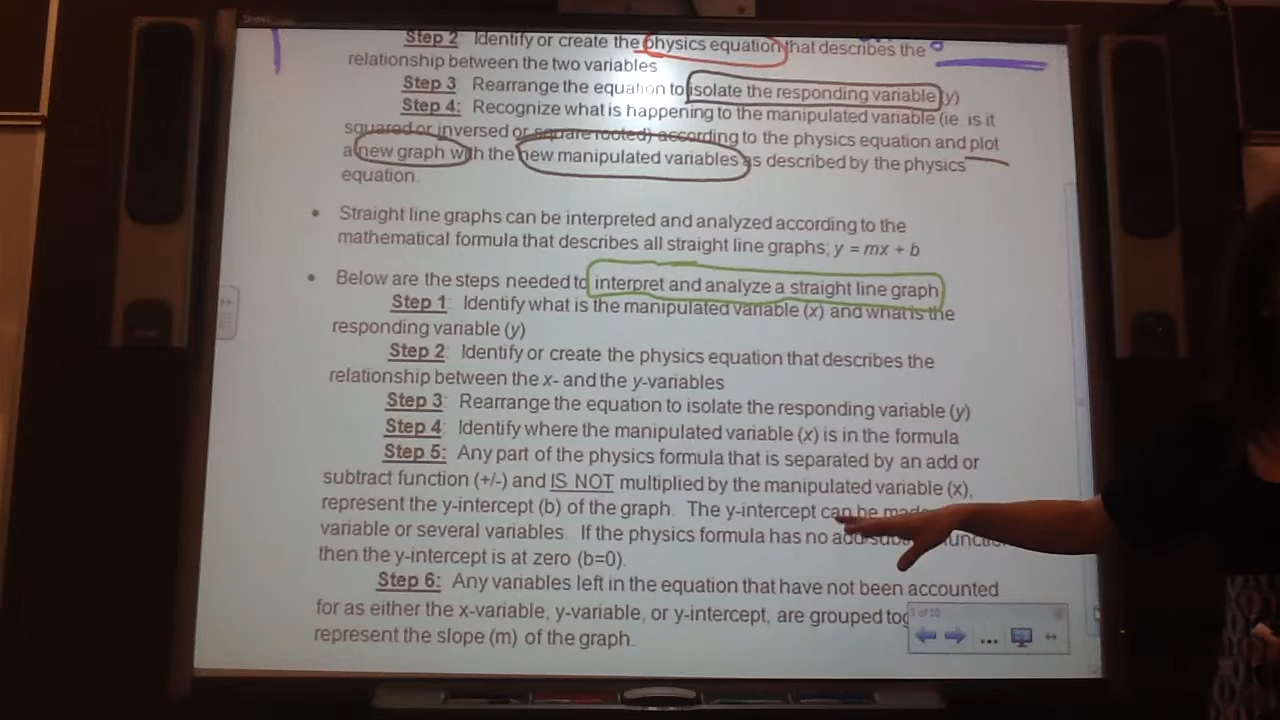 Step 2: Identify or create the physics equation that describes the
relationship between the two variables
Step 3 Rearrange the equation to isolate the responding variable (y)
Step 4: Recognize what is happening to the manipulated variable (ie. is it
squared or inversed or square rooted) according to the physics equation and plot
a new graph with the new manipulated variables as described by the physics
equation.
• Straight line graphs can be interpreted and analyzed according to the
mathematical formula that describes all straight line graphs; y = mx + b
• Below are the steps needed to interpret and analyze a straight line graph
Step 1: Identify what is the manipulated variable (x) and what is the
responding variable (y)
Step 2: Identify or create the physics equation that describes the
relationship between the x- and the y-variables
Step 3: Rearrange the equation to isolate the responding variable (y)
Step 4: Identify where the manipulated variable (x) is in the formula
Step 5: Any part of the physics formula that is separated by an add or
subtract function (+/-) and IS NOT multiplied by the manipulated variable (x),
represent the y-intercept (b) of the graph. The y-intercept can be
variable or several variables. If the physics formula has no
then the y-intercept is at zero (b=0).
Step 6: Any variables left in the equation that have not been accounted
for as either the x-variable, y-variable, or y-intercept, are grouped
represent the slope (m) of the graph.
3 of 10